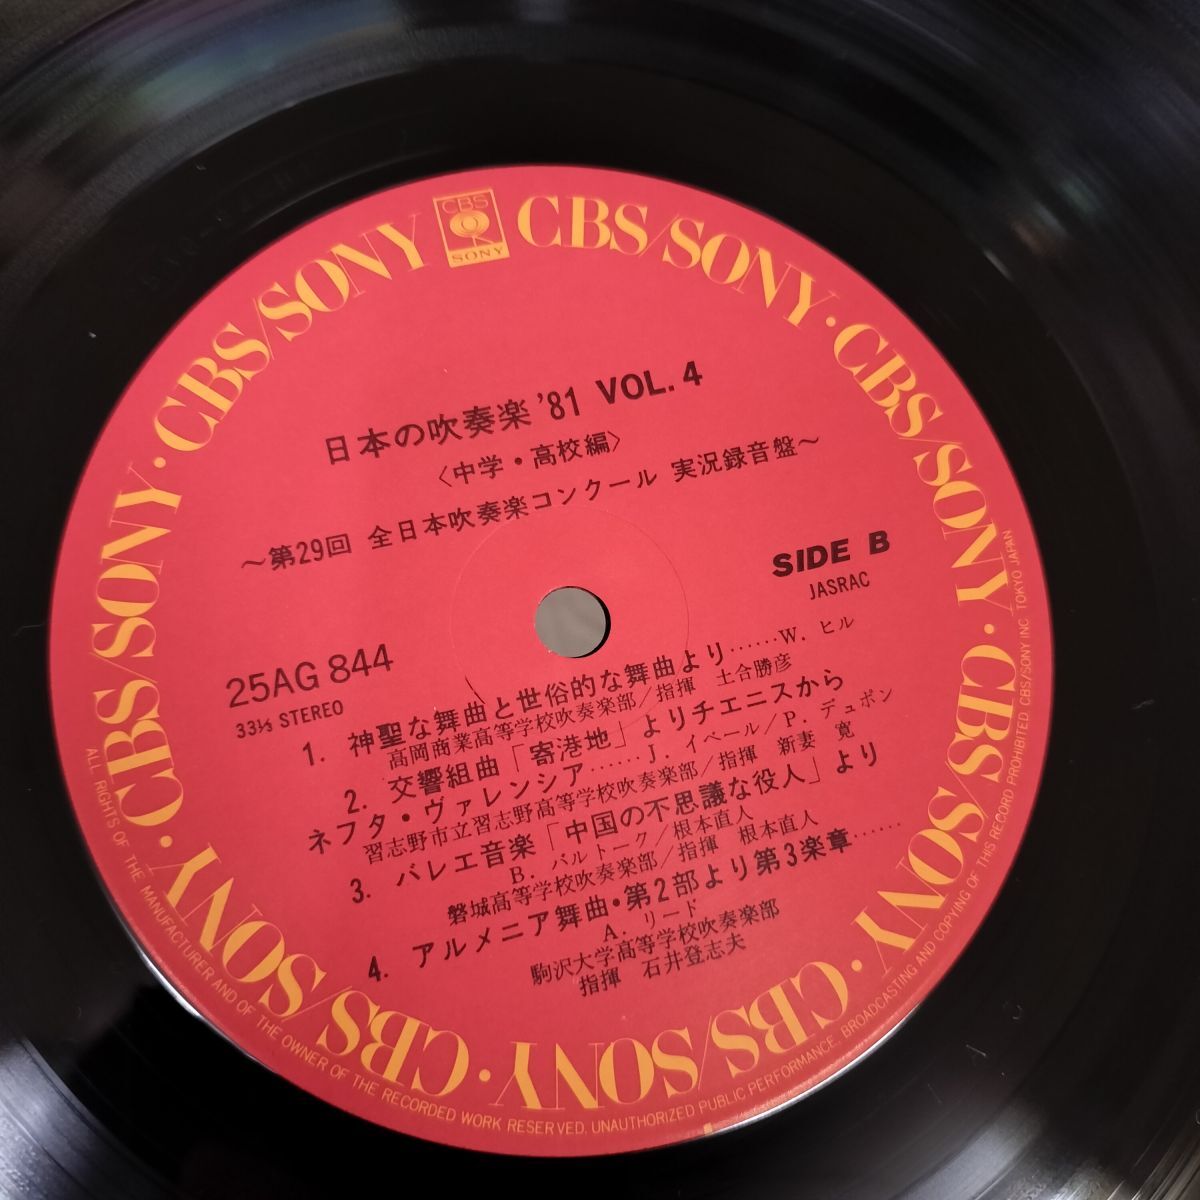 CBS
SONY
CBS/SONY・CBS/SONY・CBS/SONY・CBS/SONY・CBS/SONY・CBS/SONY・CBS/SONY・CBS/SONY
日本の吹奏楽 '81 VOL. 4
〈中学・高校編〉
～第29回 全日本吹奏楽コンクール 実況録音盤～
SIDE B
JASRAC
25AG 844
33⅓ STEREO
1. 神聖な舞曲と世俗的な舞曲より……W. ヒル
高岡商業高等学校吹奏楽部/指揮 土合勝彦
2. 交響組曲「寄港地」よりチュニスから
ネフタ・ヴァレンシア……J. イベール/P. デュポン
習志野市立習志野高等学校吹奏楽部/指揮 新妻 寛
3. バレエ音楽「中国の不思議な役人」より
B. バルトーク/根本直人
磐城高等学校吹奏楽部/指揮 根本直人
4. アルメニア舞曲・第2部より第3楽章……
A. リード
駒沢大学高等学校吹奏楽部
指揮 石井登志夫
ALL RIGHTS OF THE MANUFACTURER AND OF THE OWNER OF THE RECORDED WORK RESERVED. UNAUTHORIZED PUBLIC PERFORMANCE, BROADCASTING AND COPYING OF THIS RECORD PROHIBITED CBS/SONY INC. TOKYO JAPAN